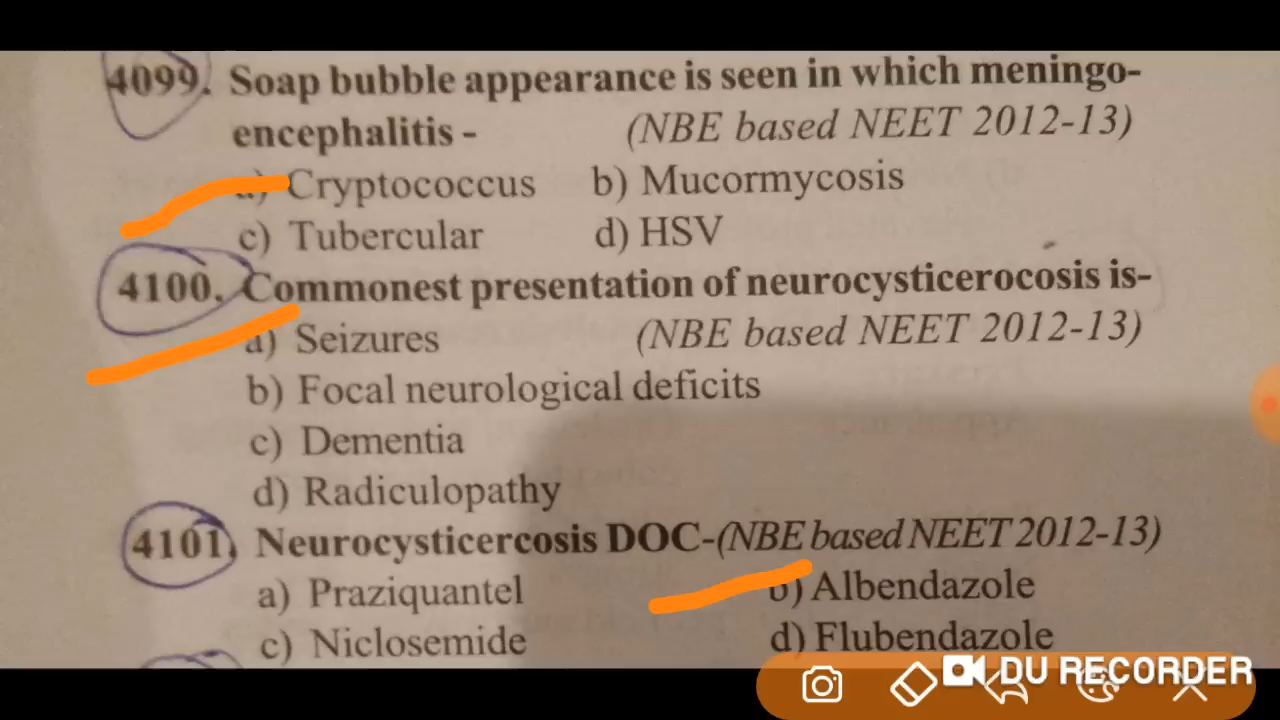 4099. Soap bubble appearance is seen in which meningo-
encephalitis - (NBE based NEET 2012-13)
a) Cryptococcus b) Mucormycosis
c) Tubercular d) HSV
4100. Commonest presentation of neurocysticerocosis is-
a) Seizures (NBE based NEET 2012-13)
b) Focal neurological deficits
c) Dementia
d) Radiculopathy
4101. Neurocysticercosis DOC-(NBE based NEET 2012-13)
a) Praziquantel b) Albendazole
c) Niclosemide d) Flubendazole
DU RECORDER